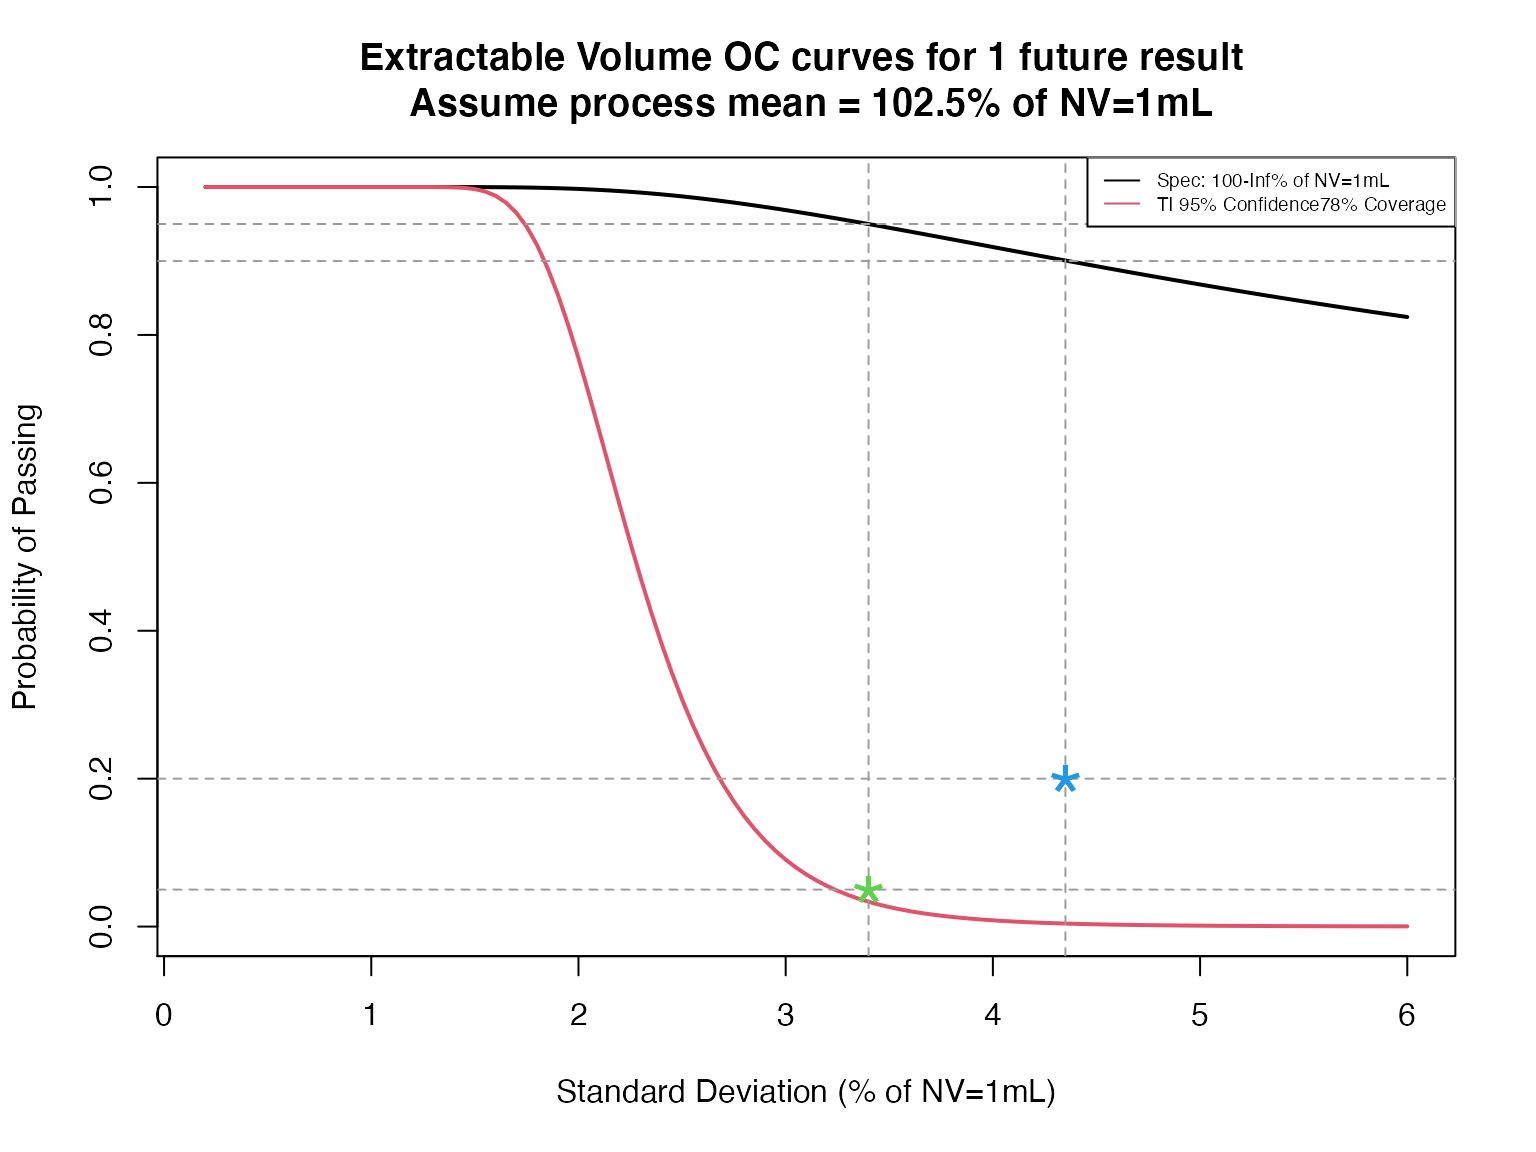 Extractable Volume OC curves for 1 future result
Assume process mean = 102.5% of NV=1mL
Spec: 100-Inf% of NV=1mL
TI 95% Confidence78% Coverage
Probability of Passing
1.0
0.8
0.6
0.4
0.2
0.0
0 1 2 3 4 5 6
Standard Deviation (% of NV=1mL)